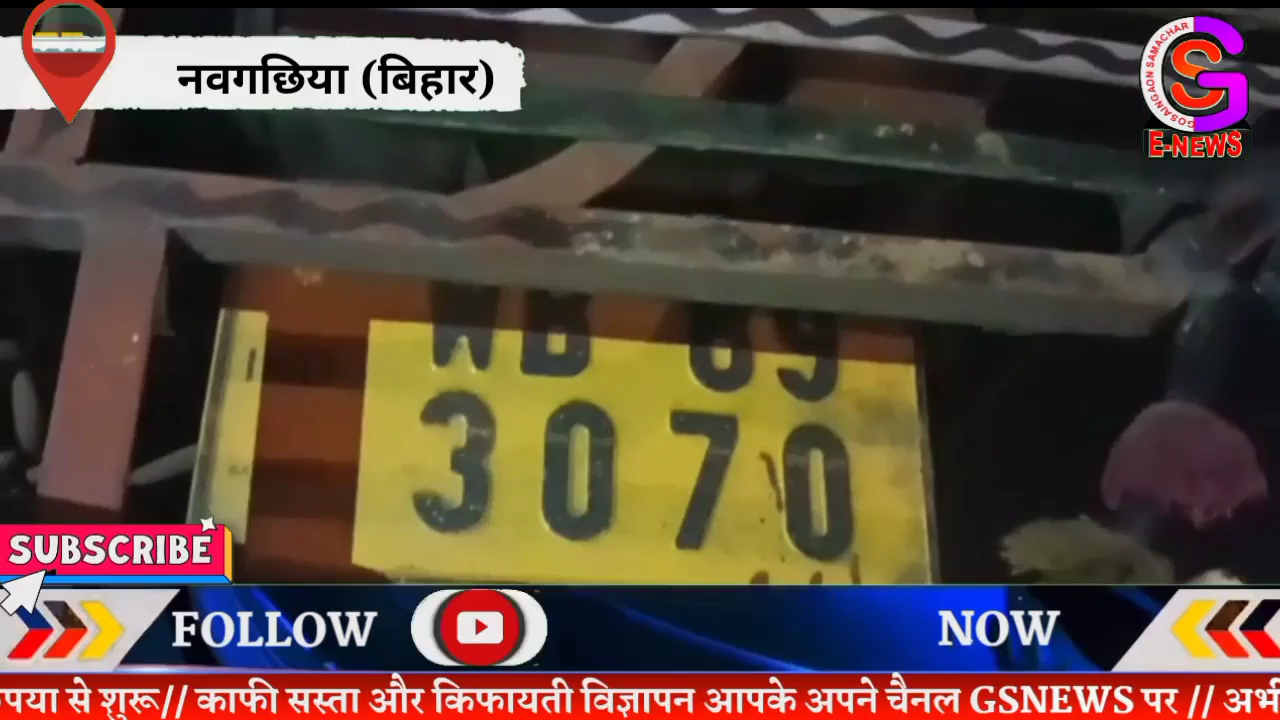 नवगछिया (बिहार)
GOSAINGAON SAMACHAR
GS
E-NEWS
3070
SUBSCRIBE
FOLLOW NOW
पया से शुरू// काफी सस्ता और किफायती विज्ञापन आपके अपने चैनल GSNEWS पर // अभी